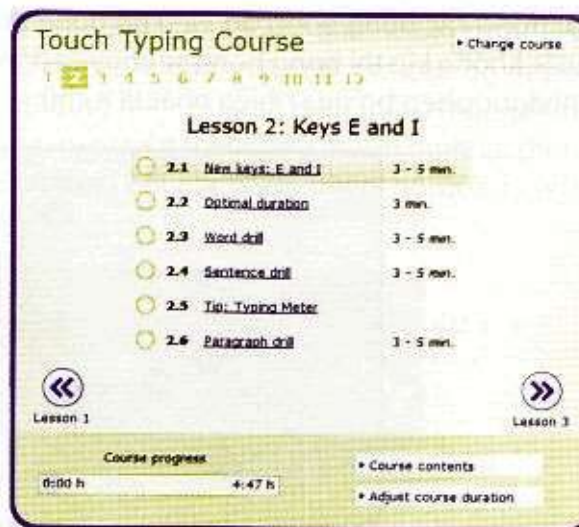 Touch Typing Course
Change course
1 2 3 4 5 6 7 8 9 10 11 12
Lesson 2: Keys E and I
2.1 New keys: E and I 3 - 5 min.
2.2 Optimal duration 3 min.
2.3 Word drill 3 - 5 min.
2.4 Sentence drill 3 - 5 min.
2.5 Tip: Typing Meter
2.6 Paragraph drill 3 - 5 min.
Lesson 1
Lesson 3
Course progress
0:00 h 4:47 h
Course contents
Adjust course duration